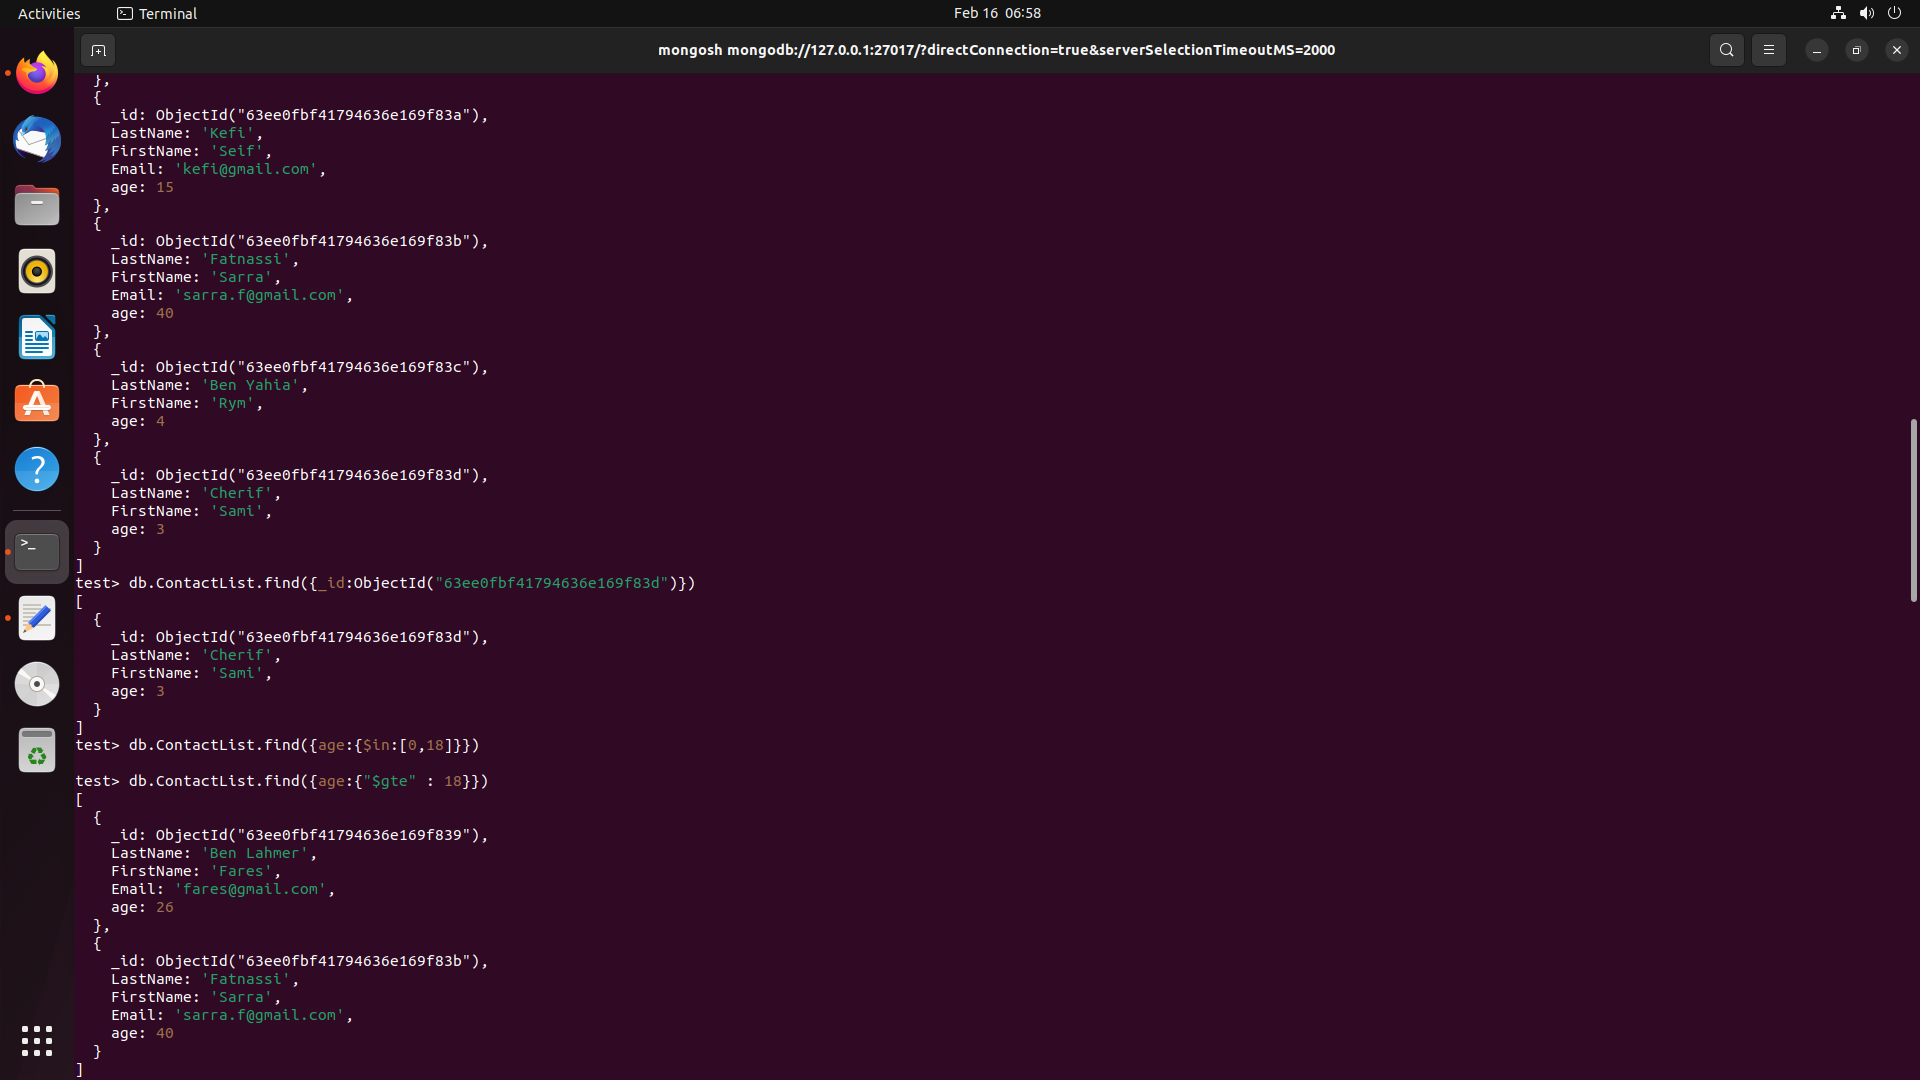 Activities
Terminal
Feb 16 06:58
mongosh mongodb://127.0.0.1:27017/?directConnection=true&serverSelectionTimeoutMS=2000
  },
  {
    _id: ObjectId("63ee0fbf41794636e169f83a"),
    LastName: 'Kefi',
    FirstName: 'Seif',
    Email: 'kefi@gmail.com',
    age: 15
  },
  {
    _id: ObjectId("63ee0fbf41794636e169f83b"),
    LastName: 'Fatnassi',
    FirstName: 'Sarra',
    Email: 'sarra.f@gmail.com',
    age: 40
  },
  {
    _id: ObjectId("63ee0fbf41794636e169f83c"),
    LastName: 'Ben Yahia',
    FirstName: 'Rym',
    age: 4
  },
  {
    _id: ObjectId("63ee0fbf41794636e169f83d"),
    LastName: 'Cherif',
    FirstName: 'Sami',
    age: 3
  }
]
test> db.ContactList.find({_id:ObjectId("63ee0fbf41794636e169f83d")})
[
  {
    _id: ObjectId("63ee0fbf41794636e169f83d"),
    LastName: 'Cherif',
    FirstName: 'Sami',
    age: 3
  }
]
test> db.ContactList.find({age:{$in:[0,18]}})

test> db.ContactList.find({age:{"$gte" : 18}})
[
  {
    _id: ObjectId("63ee0fbf41794636e169f839"),
    LastName: 'Ben Lahmer',
    FirstName: 'Fares',
    Email: 'fares@gmail.com',
    age: 26
  },
  {
    _id: ObjectId("63ee0fbf41794636e169f83b"),
    LastName: 'Fatnassi',
    FirstName: 'Sarra',
    Email: 'sarra.f@gmail.com',
    age: 40
  }
]